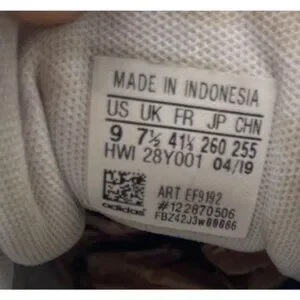 MADE IN INDONESIA
US UK FR JP CHN
9 7½ 41⅓ 260 255
HWI 28Y001 04/19
ART EF9192
#122870506
adidas